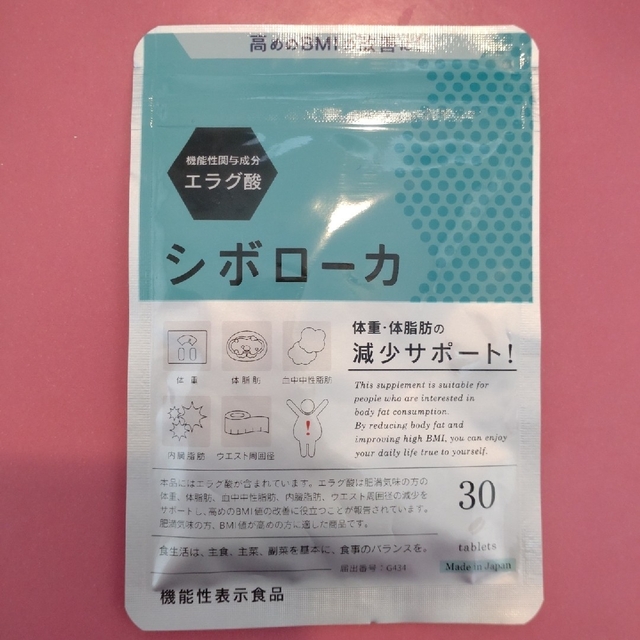 高めのBMIの改善に
機能性関与成分
エラグ酸
シボローカ
体重・体脂肪の
減少サポート!
体重
体脂肪
血中中性脂肪
内臓脂肪
ウエスト周囲径
This supplement is suitable for
people who are interested in
body fat consumption.
By reducing body fat and
improving high BMI, you can enjoy
your daily life true to yourself.
本品にはエラグ酸が含まれています。エラグ酸は肥満気味の方の
体重、体脂肪、血中中性脂肪、内臓脂肪、ウエスト周囲径の減少を
サポートし、高めのBMI値の改善に役立つことが報告されています。
肥満気味の方、BMI値が高めの方に適した商品です。
30
tablets
食生活は、主食、主菜、副菜を基本に、食事のバランスを。
届出番号:G434
Made in Japan
機能性表示食品